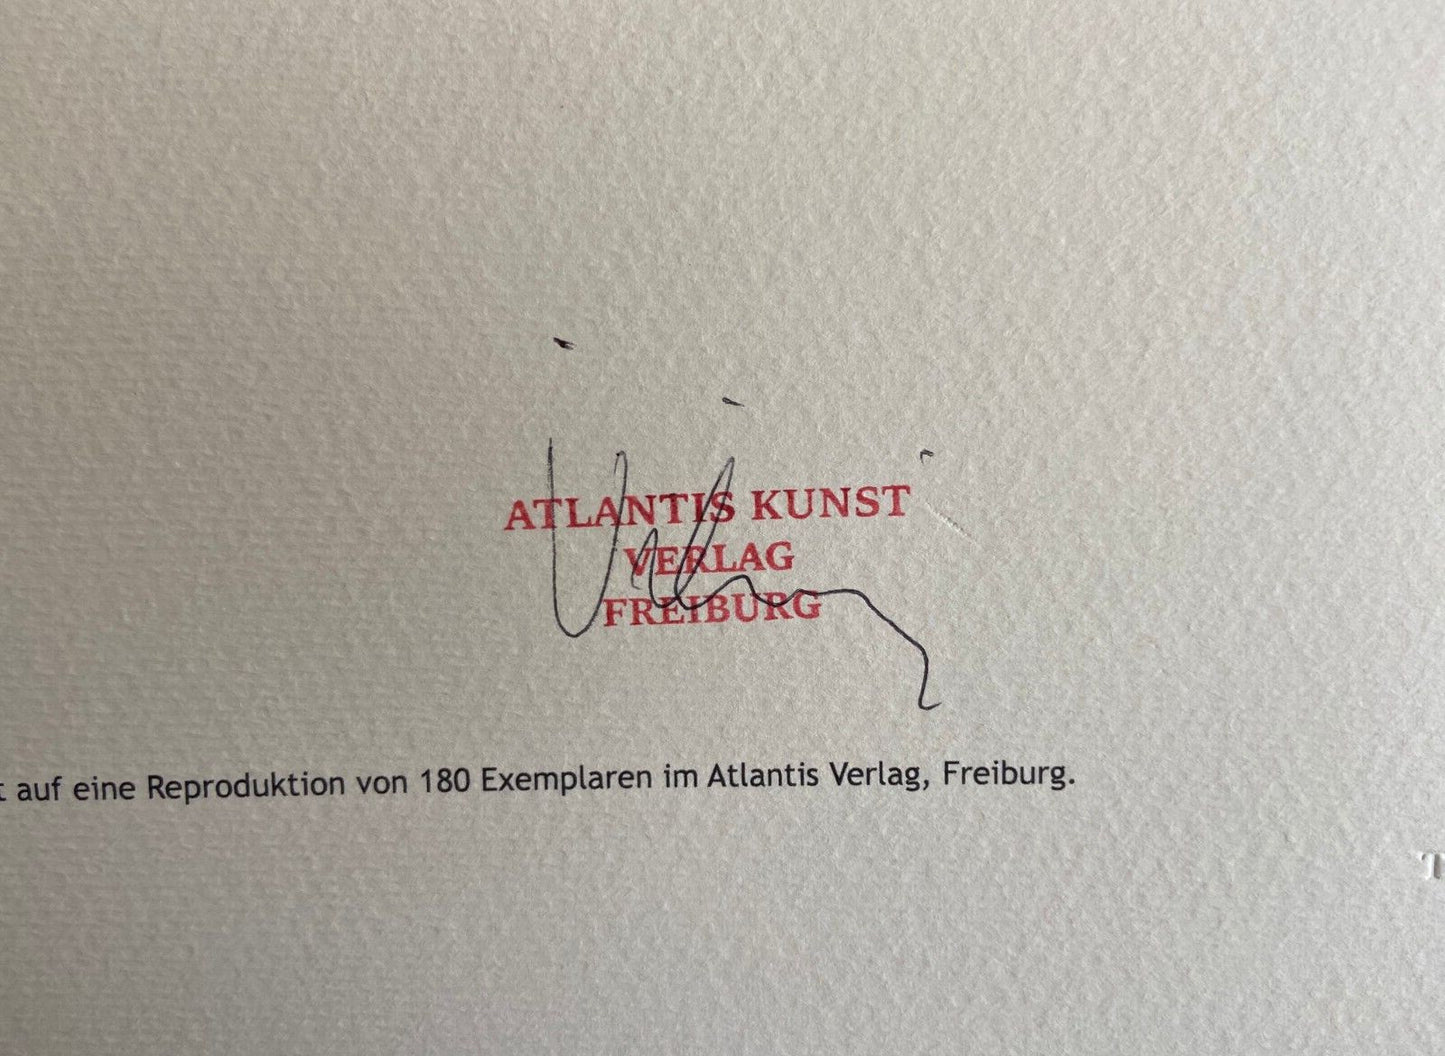 ATLANTIS KUNST
VERLAG
FREIBURG
auf eine Reproduktion von 180 Exemplaren im Atlantis Verlag, Freiburg.